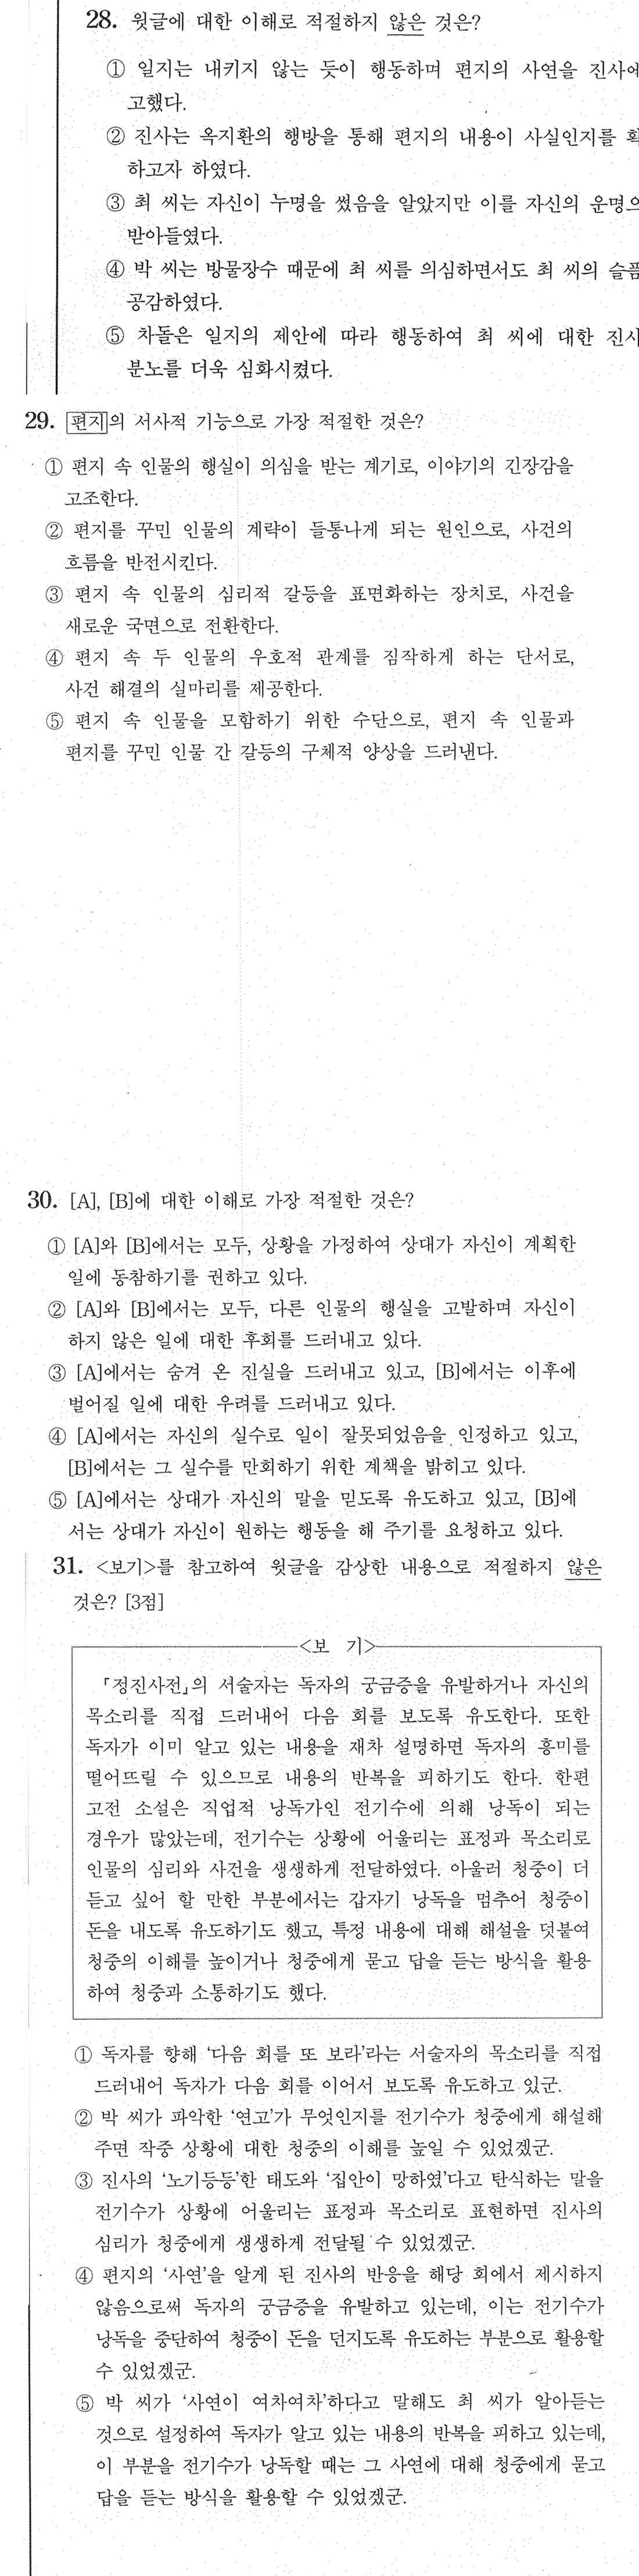 28. 윗글에 대한 이해로 적절하지 않은 것은?
① 일지는 내키지 않는 듯이 행동하며 편지의 사연을 진사에
고했다.
② 진사는 옥지환의 행방을 통해 편지의 내용이 사실인지를 확
하고자 하였다.
③ 최 씨는 자신이 누명을 썼음을 알았지만 이를 자신의 운명으
받아들였다.
④ 박 씨는 방물장수 때문에 최 씨를 의심하면서도 최 씨의 슬픔
공감하였다.
⑤ 차돌은 일지의 제안에 따라 행동하여 최 씨에 대한 진사
분노를 더욱 심화시켰다.
29. 편지의 서사적 기능으로 가장 적절한 것은?
① 편지 속 인물의 행실이 의심을 받는 계기로, 이야기의 긴장감을
고조한다.
② 편지를 꾸민 인물의 계략이 들통나게 되는 원인으로, 사건의
흐름을 반전시킨다.
③ 편지 속 인물의 심리적 갈등을 표면화하는 장치로, 사건을
새로운 국면으로 전환한다.
④ 편지 속 두 인물의 우호적 관계를 짐작하게 하는 단서로,
사건 해결의 실마리를 제공한다.
⑤ 편지 속 인물을 모함하기 위한 수단으로, 편지 속 인물과
편지를 꾸민 인물 간 갈등의 구체적 양상을 드러낸다.
30. [A], [B]에 대한 이해로 가장 적절한 것은?
① [A]와 [B]에서는 모두, 상황을 가정하여 상대가 자신이 계획한
일에 동참하기를 권하고 있다.
② [A]와 [B]에서는 모두, 다른 인물의 행실을 고발하며 자신이
하지 않은 일에 대한 후회를 드러내고 있다.
③ [A]에서는 숨겨 온 진실을 드러내고 있고, [B]에서는 이후에
벌어질 일에 대한 우려를 드러내고 있다.
④ [A]에서는 자신의 실수로 일이 잘못되었음을 인정하고 있고,
[B]에서는 그 실수를 만회하기 위한 계책을 밝히고 있다.
⑤ [A]에서는 상대가 자신의 말을 믿도록 유도하고 있고, [B]에
서는 상대가 자신이 원하는 행동을 해 주기를 요청하고 있다.
31. <보기>를 참고하여 윗글을 감상한 내용으로 적절하지 않은
것은? [3점]
<보 기>
「정진사전」의 서술자는 독자의 궁금증을 유발하거나 자신의
목소리를 직접 드러내어 다음 회를 보도록 유도한다. 또한
독자가 이미 알고 있는 내용을 재차 설명하면 독자의 흥미를
떨어뜨릴 수 있으므로 내용의 반복을 피하기도 한다. 한편
고전 소설은 직업적 낭독가인 전기수에 의해 낭독이 되는
경우가 많았는데, 전기수는 상황에 어울리는 표정과 목소리로
인물의 심리와 사건을 생생하게 전달하였다. 아울러 청중이 더
듣고 싶어 할 만한 부분에서는 갑자기 낭독을 멈추어 청중이
돈을 내도록 유도하기도 했고, 특정 내용에 대해 해설을 덧붙여
청중의 이해를 높이거나 청중에게 묻고 답을 듣는 방식을 활용
하여 청중과 소통하기도 했다.
① 독자를 향해 '다음 회를 또 보라'라는 서술자의 목소리를 직접
드러내어 독자가 다음 회를 이어서 보도록 유도하고 있군.
② 박 씨가 파악한 '연고'가 무엇인지를 전기수가 청중에게 해설해
주면 작중 상황에 대한 청중의 이해를 높일 수 있었겠군.
③ 진사의 '노기등등'한 태도와 '집안이 망하였'다고 탄식하는 말을
전기수가 상황에 어울리는 표정과 목소리로 표현하면 진사의
심리가 청중에게 생생하게 전달될 수 있었겠군.
④ 편지의 '사연'을 알게 된 진사의 반응을 해당 회에서 제시하지
않음으로써 독자의 궁금증을 유발하고 있는데, 이는 전기수가
낭독을 중단하여 청중이 돈을 던지도록 유도하는 부분으로 활용할
수 있었겠군.
⑤ 박 씨가 '사연이 여차여차'하다고 말해도 최 씨가 알아듣는
것으로 설정하여 독자가 알고 있는 내용의 반복을 피하고 있는데,
이 부분을 전기수가 낭독할 때는 그 사연에 대해 청중에게 묻고
답을 듣는 방식을 활용할 수 있었겠군.